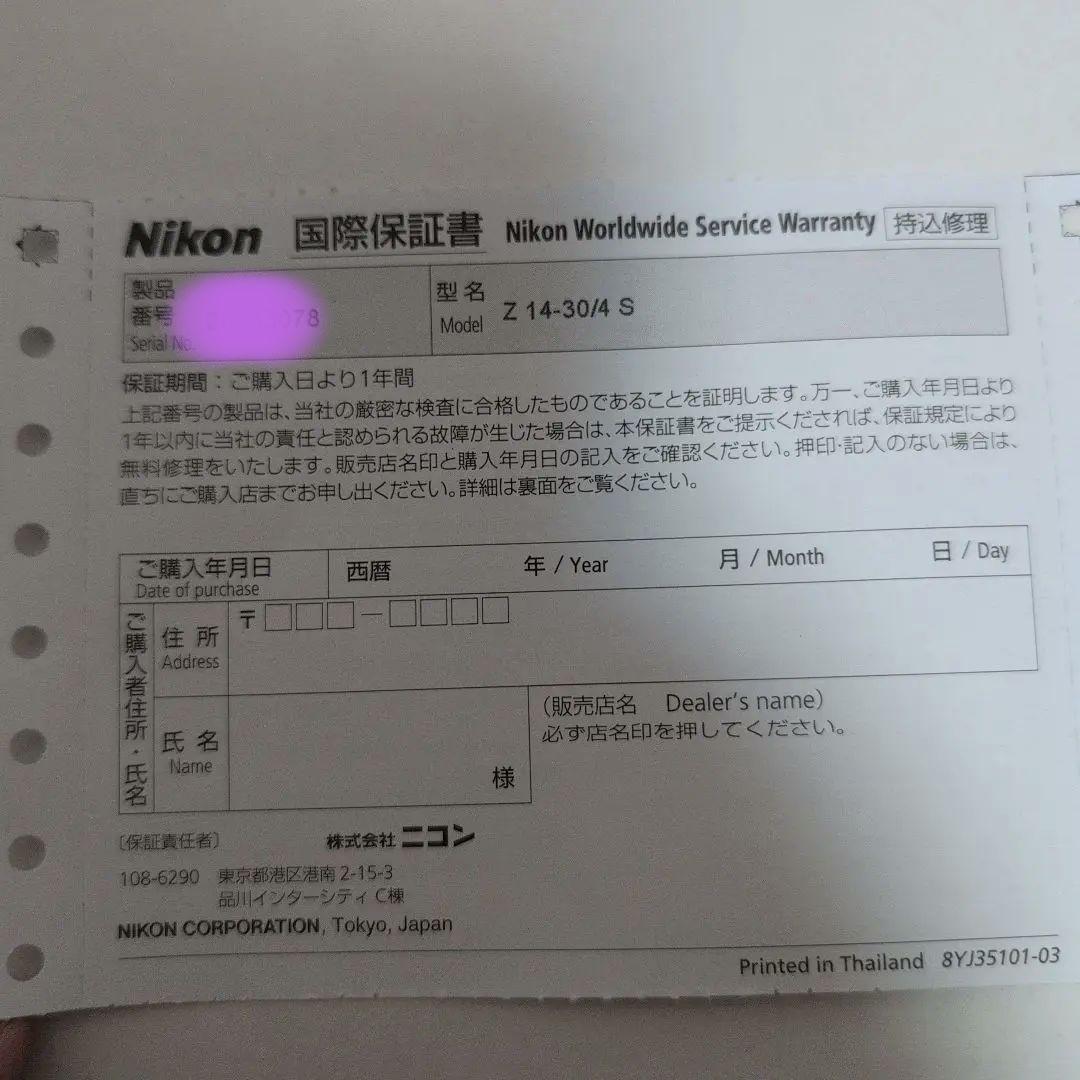 Nikon 国際保証書 Nikon Worldwide Service Warranty 持込修理
製品番号
Serial No.
型名 Z 14-30/4 S
Model
保証期間：ご購入日より1年間
上記番号の製品は、当社の厳密な検査に合格したものであることを証明します。万一、ご購入年月日より
1年以内に当社の責任と認められる故障が生じた場合は、本保証書をご提示くだされば、保証規定により
無料修理をいたします。販売店名印と購入年月日の記入をご確認ください。押印・記入のない場合は、
直ちにご購入店までお申し出ください。詳細は裏面をご覧ください。
ご購入年月日 西暦 年 / Year 月 / Month 日 / Day
Date of purchase
ご購入者住所・氏名
住所 〒
Address
氏名
Name
様
（販売店名 Dealer's name）
必ず店名印を押してください。
〔保証責任者〕 株式会社ニコン
108-6290 東京都港区港南 2-15-3
品川インターシティ C棟
NIKON CORPORATION, Tokyo, Japan
Printed in Thailand 8YJ35101-03